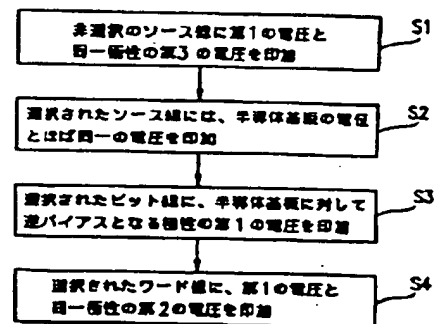 非選択のソース線に第1の電圧と
同一極性の第3の電圧を印加
S1
選択されたソース線には、半導体基板の電位
とほぼ同一の電圧を印加
S2
選択されたビット線に、半導体基板に対して
逆バイアスとなる極性の第1の電圧を印加
S3
選択されたワード線に、第1の電圧と
同一極性の第2の電圧を印加
S4